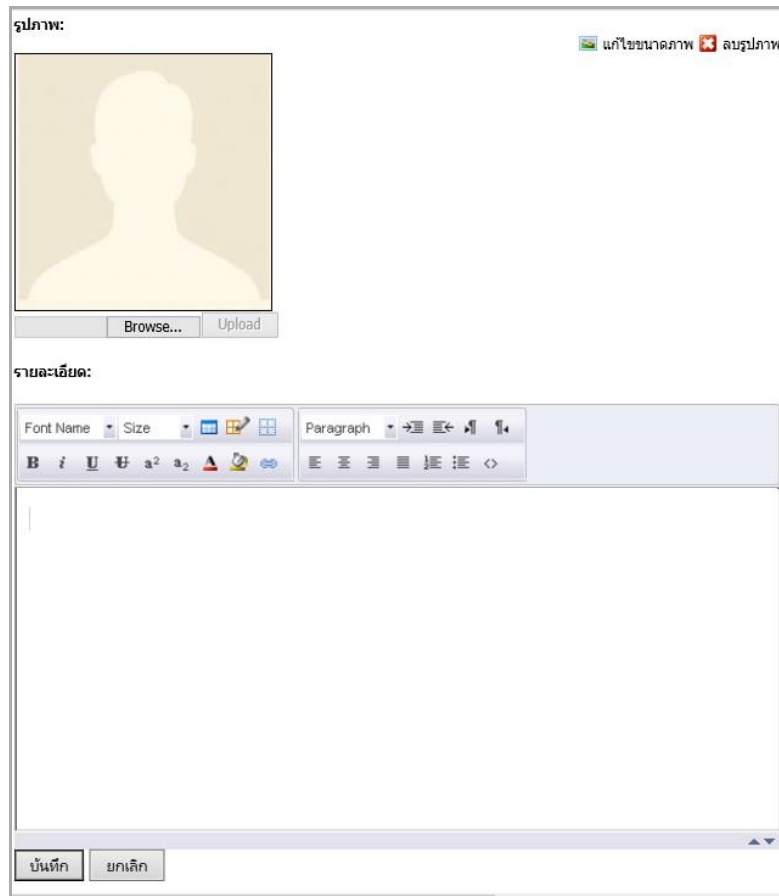 รูปภาพ:
แก้ไขขนาดภาพ ลบรูปภาพ
Browse... Upload
รายละเอียด:
Font Name Size Paragraph
B i U U a² a₂ A
บันทึก ยกเลิก